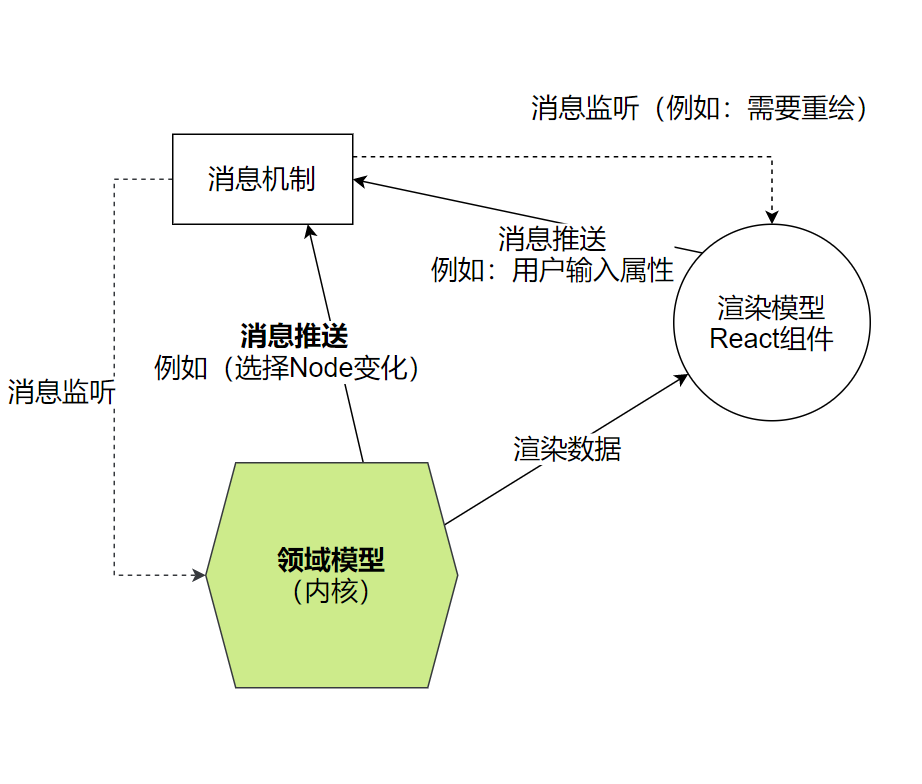 消息监听（例如：需要重绘）
消息机制
消息推送
例如：用户输入属性
渲染模型
React组件
消息推送
例如（选择Node变化）
消息监听
渲染数据
领域模型
（内核）